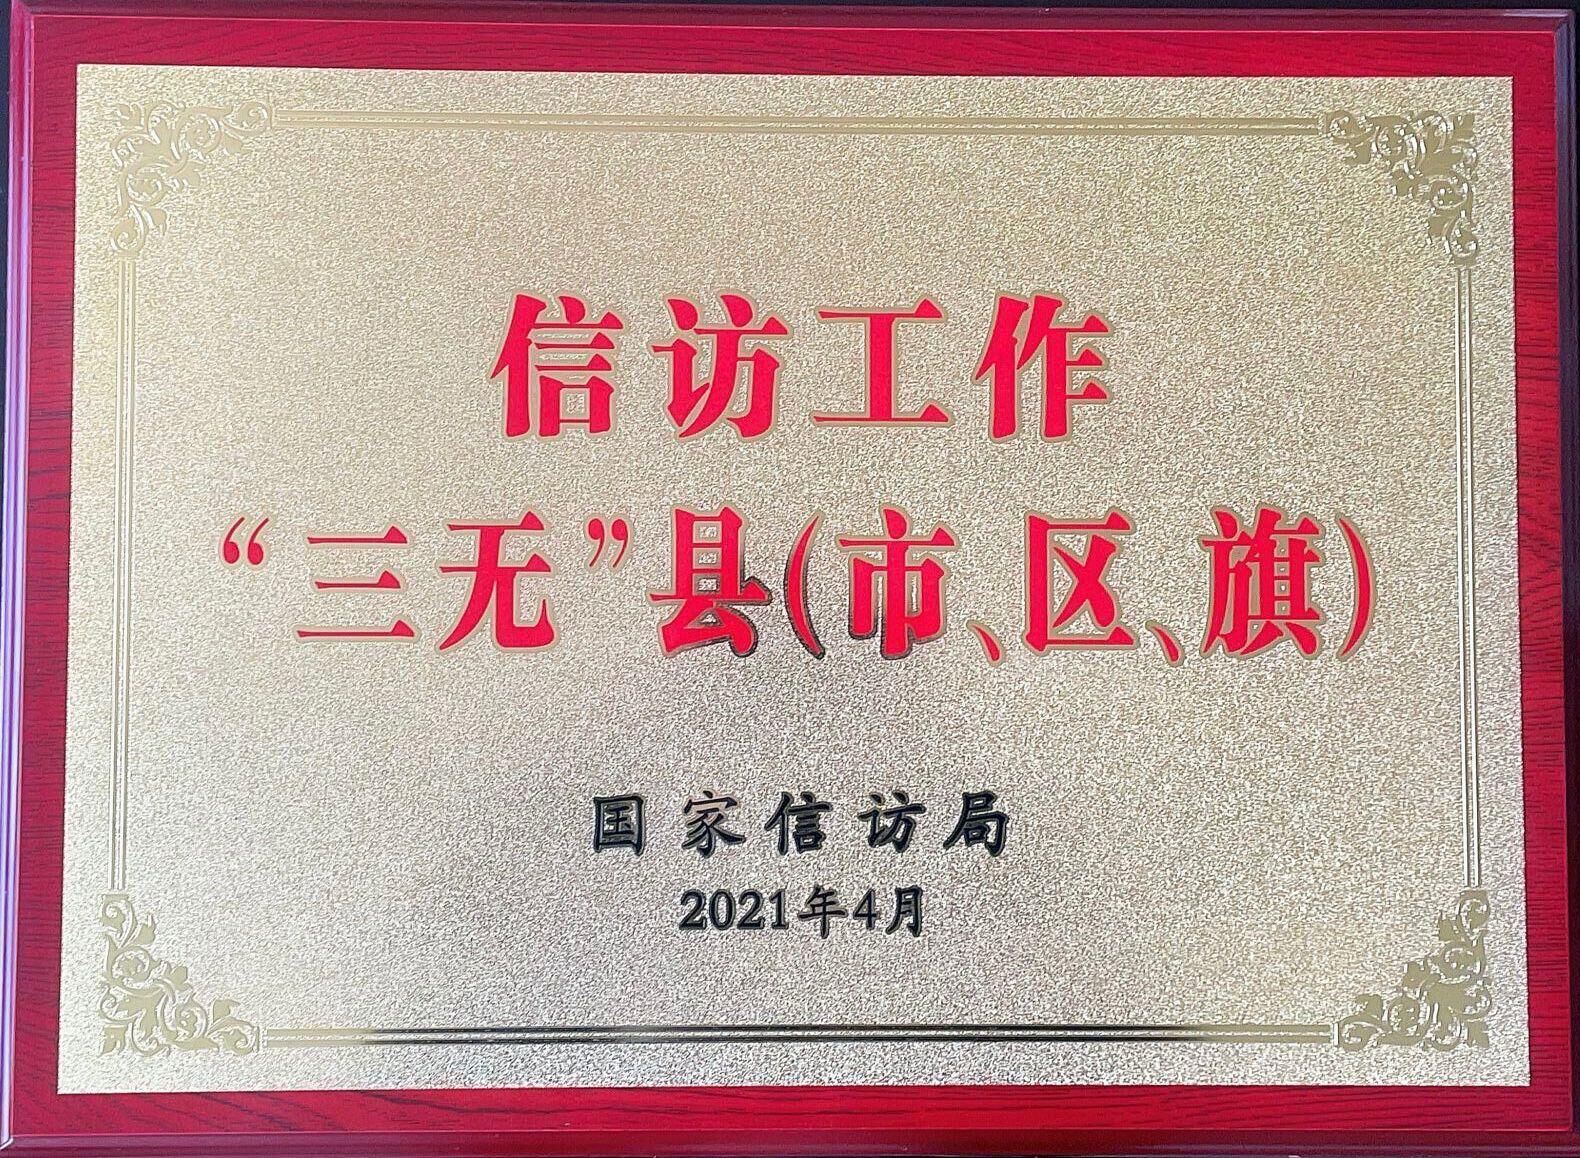 信访工作
“三无”县(市、区、旗)
国家信访局
2021年4月